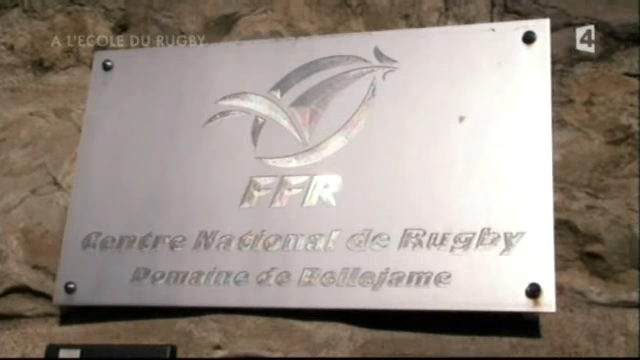 A L'ECOLE DU RUGBY
4
FFR
Centre National de Rugby
Domaine de Bellejame